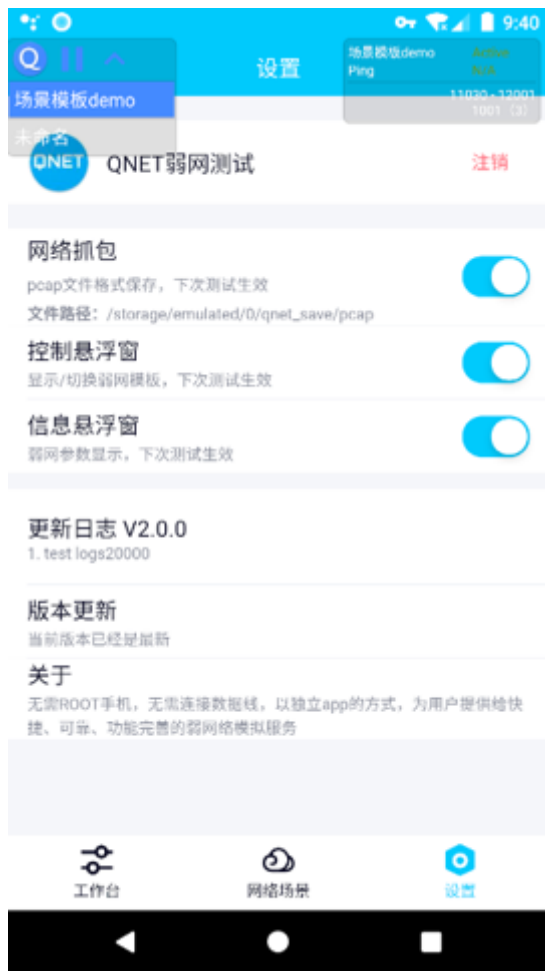 9:40
Q
设置
场景模板demo Active
Ping N/A
11030 - 12001
1001 (3)
场景模板demo
未命名
QNET
QNET弱网测试
注销
网络抓包
pcap文件格式保存，下次测试生效
文件路径：/storage/emulated/0/qnet_save/pcap
控制悬浮窗
显示/切换弱网模板，下次测试生效
信息悬浮窗
弱网参数显示，下次测试生效
更新日志 V2.0.0
1. test logs20000
版本更新
当前版本已经是最新
关于
无需ROOT手机，无需连接数据线，以独立app的方式，为用户提供给快
捷、可靠、功能完善的弱网络模拟服务
工作台
网络场景
设置